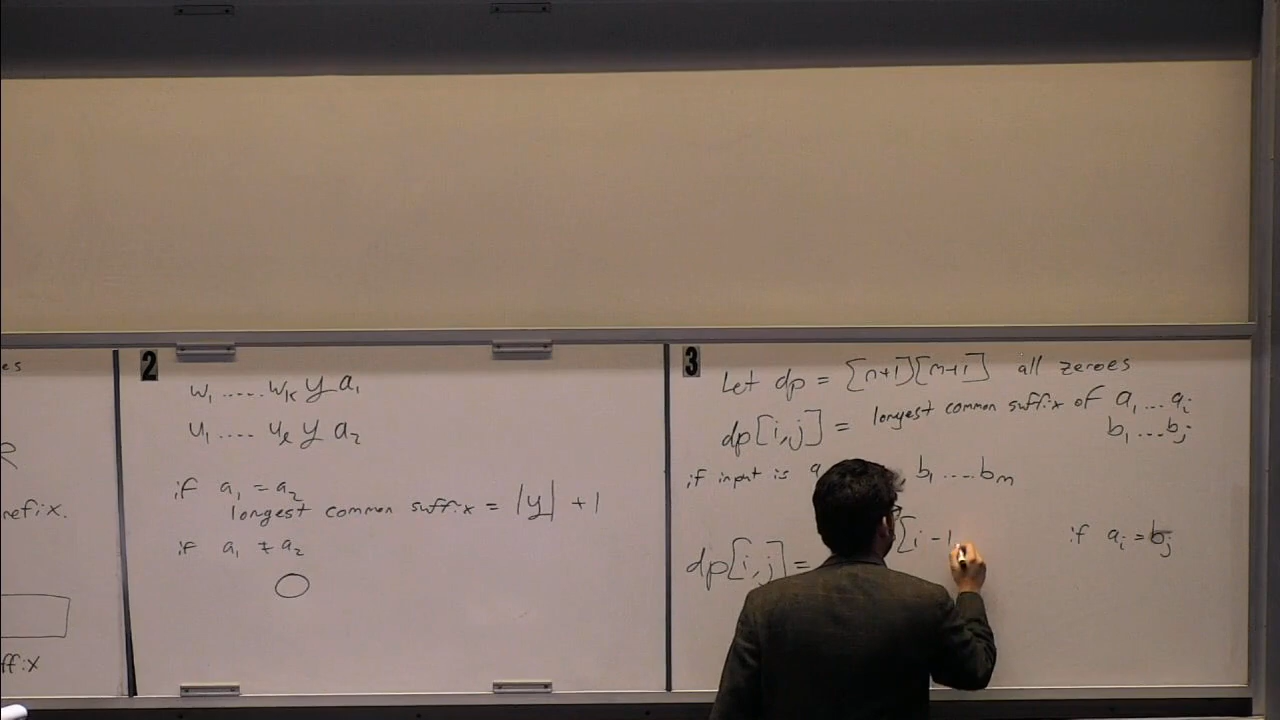 es
R
refix.
ffix
2
w₁ ..... wₖ y a₁
u₁ .... uₗ y a₂
if a₁ = a₂
longest common suffix = |y| + 1
if a₁ ≠ a₂
0
3
Let dp = [n+1][m+1] all zeroes
dp[i,j] = longest common suffix of a₁ ... aᵢ
b₁ ... bⱼ
if input is a b₁ .... bₘ
[i - 1 if aᵢ = bⱼ
dp[i,j] =